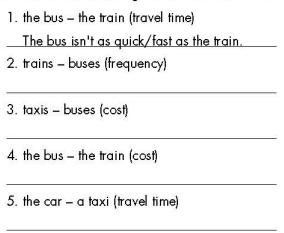 1. the bus – the train (travel time)
The bus isn't as quick/fast as the train.
2. trains – buses (frequency)
3. taxis – buses (cost)
4. the bus – the train (cost)
5. the car – a taxi (travel time)